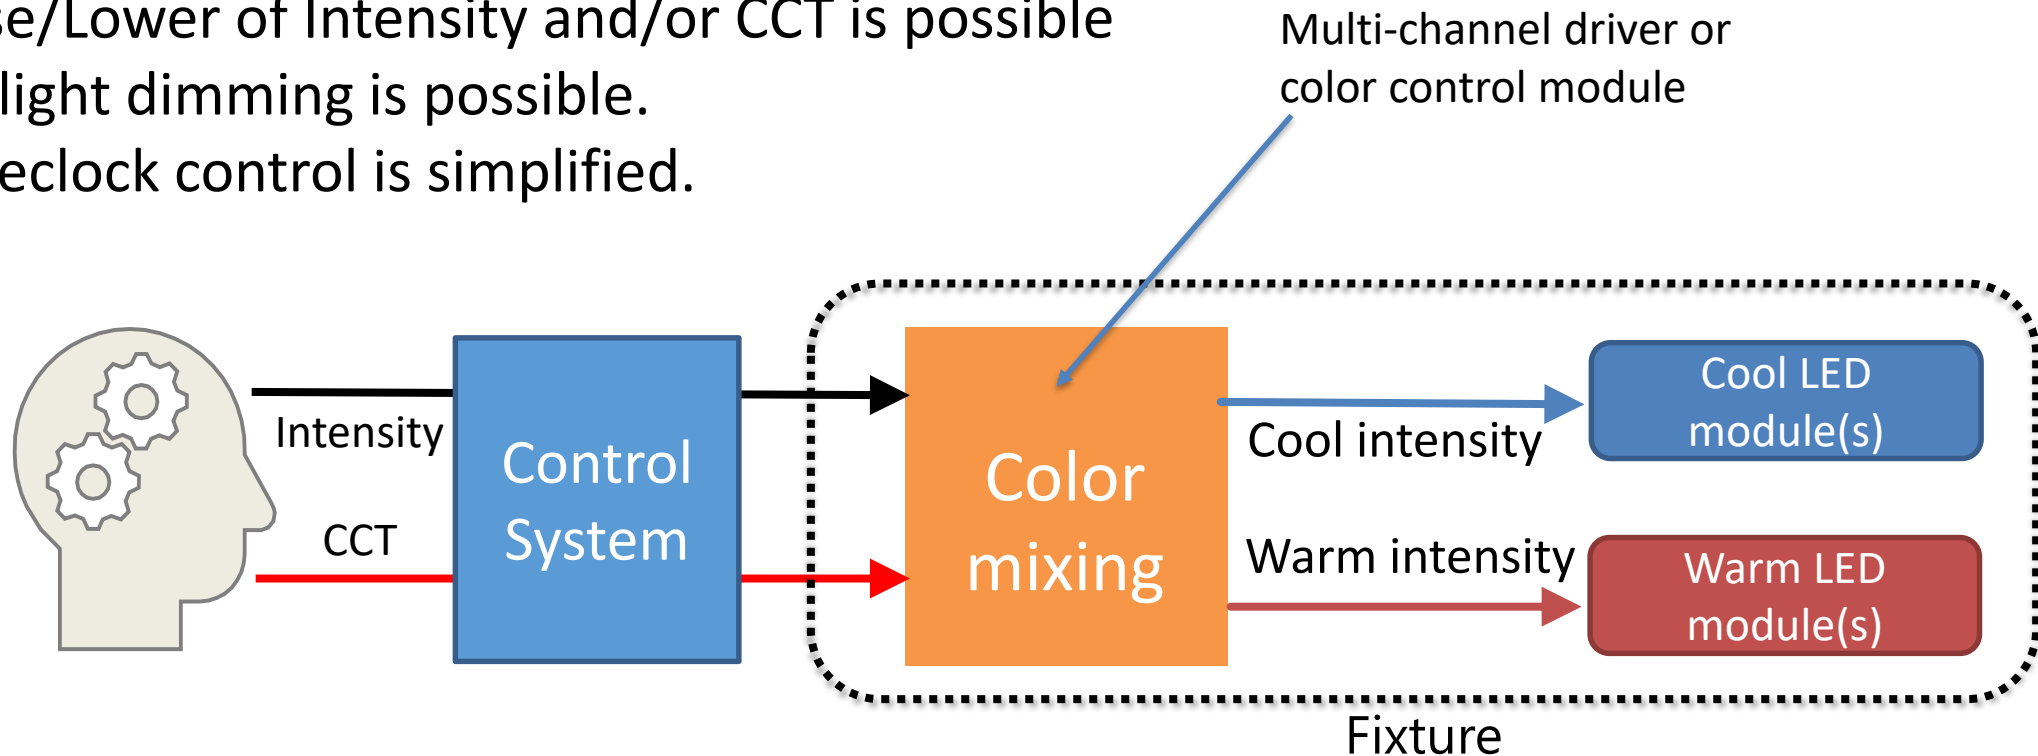 se/Lower of Intensity and/or CCT is possible
light dimming is possible.
eclock control is simplified.
Multi-channel driver or
color control module
Intensity
CCT
Control
System
Color
mixing
Cool intensity
Warm intensity
Cool LED
module(s)
Warm LED
module(s)
Fixture